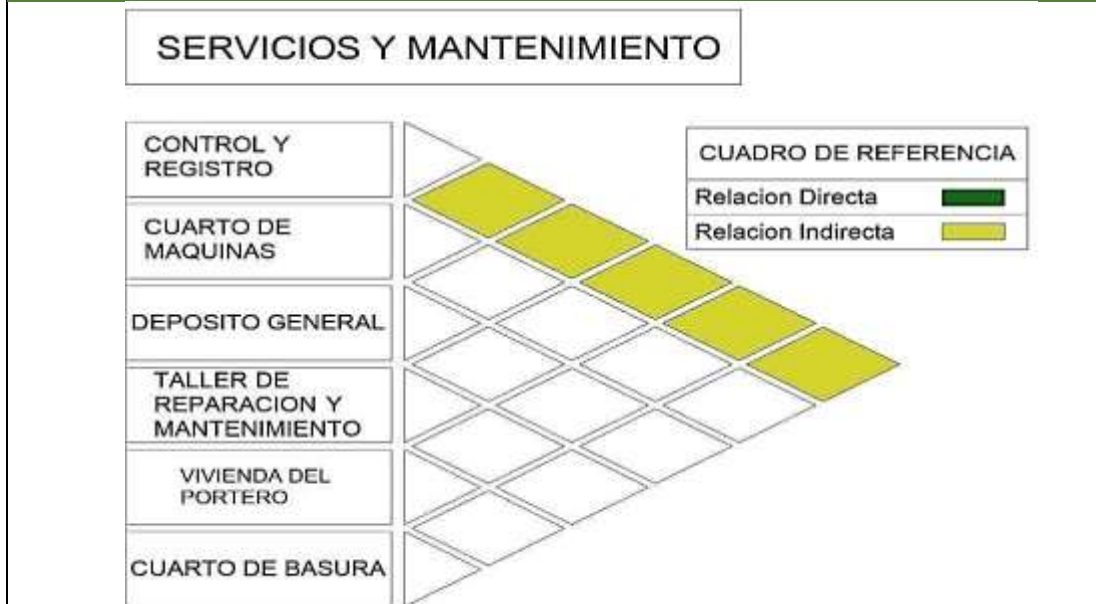 SERVICIOS Y MANTENIMIENTO
CONTROL Y
REGISTRO
CUARTO DE
MAQUINAS
DEPOSITO GENERAL
TALLER DE
REPARACION Y
MANTENIMIENTO
VIVIENDA DEL
PORTERO
CUARTO DE BASURA
CUADRO DE REFERENCIA
Relacion Directa
Relacion Indirecta